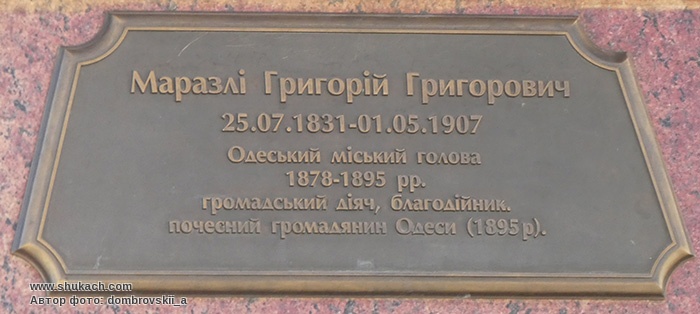 Маразлі Григорій Григорович
25.07.1831-01.05.1907
Одеський міський голова
1878-1895 рр.
громадський діяч, благодійник.
почесний громадянин Одеси (1895р).
www.shukach.com
Автор фото: dombrovskii_a